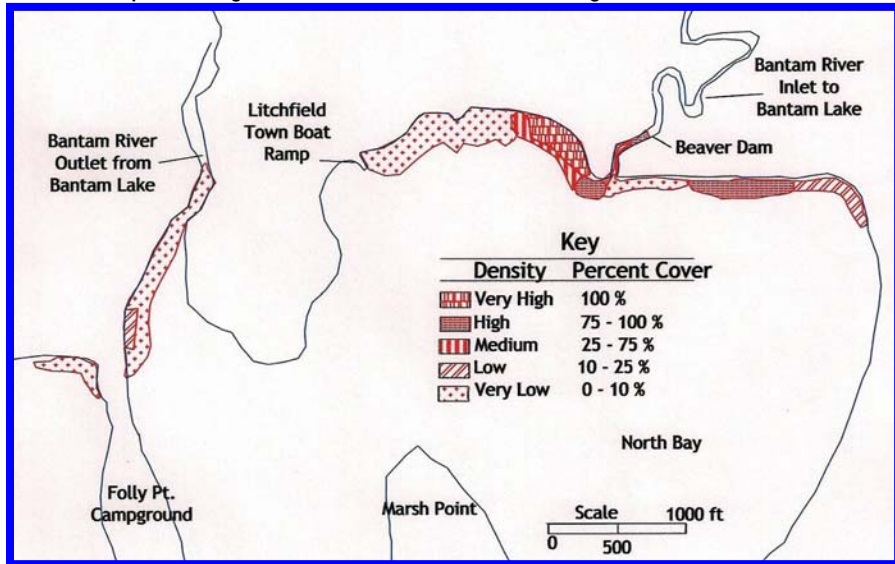 Bantam River
Inlet to
Bantam Lake
Litchfield
Town Boat
Ramp
Bantam River
Outlet from
Bantam Lake
Beaver Dam
Key
Density Percent Cover
Very High 100 %
High 75 - 100 %
Medium 25 - 75 %
Low 10 - 25 %
Very Low 0 - 10 %
North Bay
Folly Pt.
Campground
Marsh Point
Scale 1000 ft
0 500